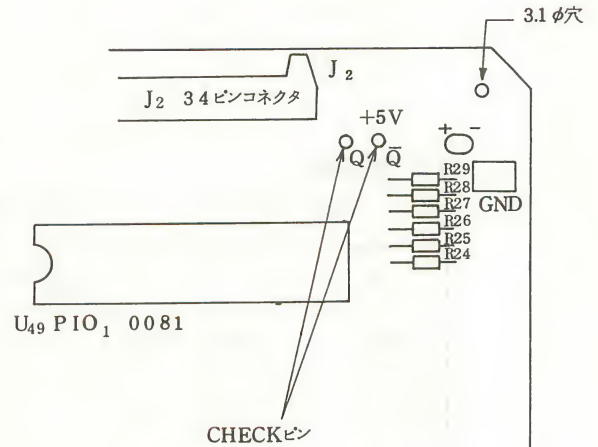 3.1 φ穴
J₂
J₂ 34ピンコネクタ
+5V
+ -
Q Q̄
R29
R28
GND
R27
R26
R25
R24
U₄₉ PIO₁ 0081
CHECKピン